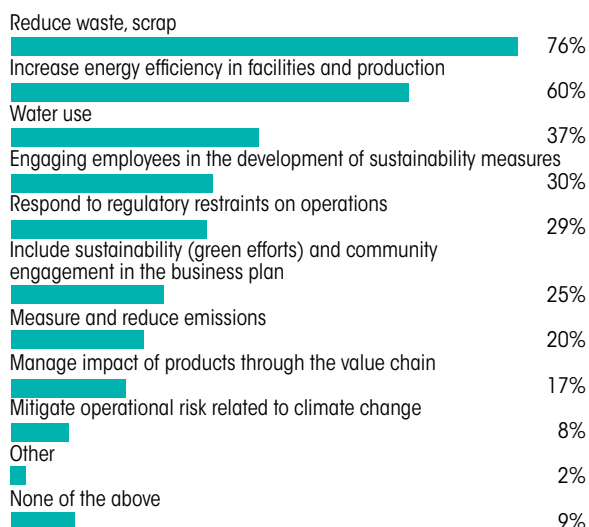 Reduce waste, scrap
76%
Increase energy efficiency in facilities and production
60%
Water use
37%
Engaging employees in the development of sustainability measures
30%
Respond to regulatory restraints on operations
29%
Include sustainability (green efforts) and community
engagement in the business plan
25%
Measure and reduce emissions
20%
Manage impact of products through the value chain
17%
Mitigate operational risk related to climate change
8%
Other
2%
None of the above
9%